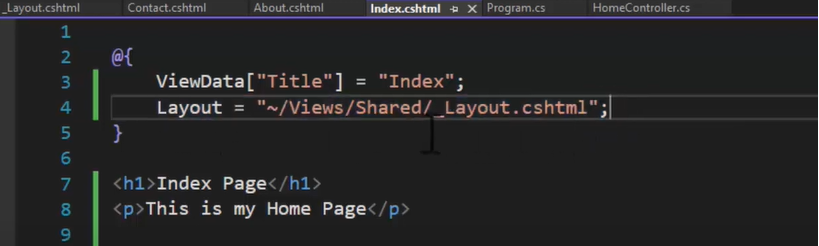 _Layout.cshtml Contact.cshtml About.cshtml Index.cshtml Program.cs HomeController.cs
1
2 @{
3 ViewData["Title"] = "Index";
4 Layout = "~/Views/Shared/_Layout.cshtml";
5 }
6
7 <h1>Index Page</h1>
8 <p>This is my Home Page</p>
9